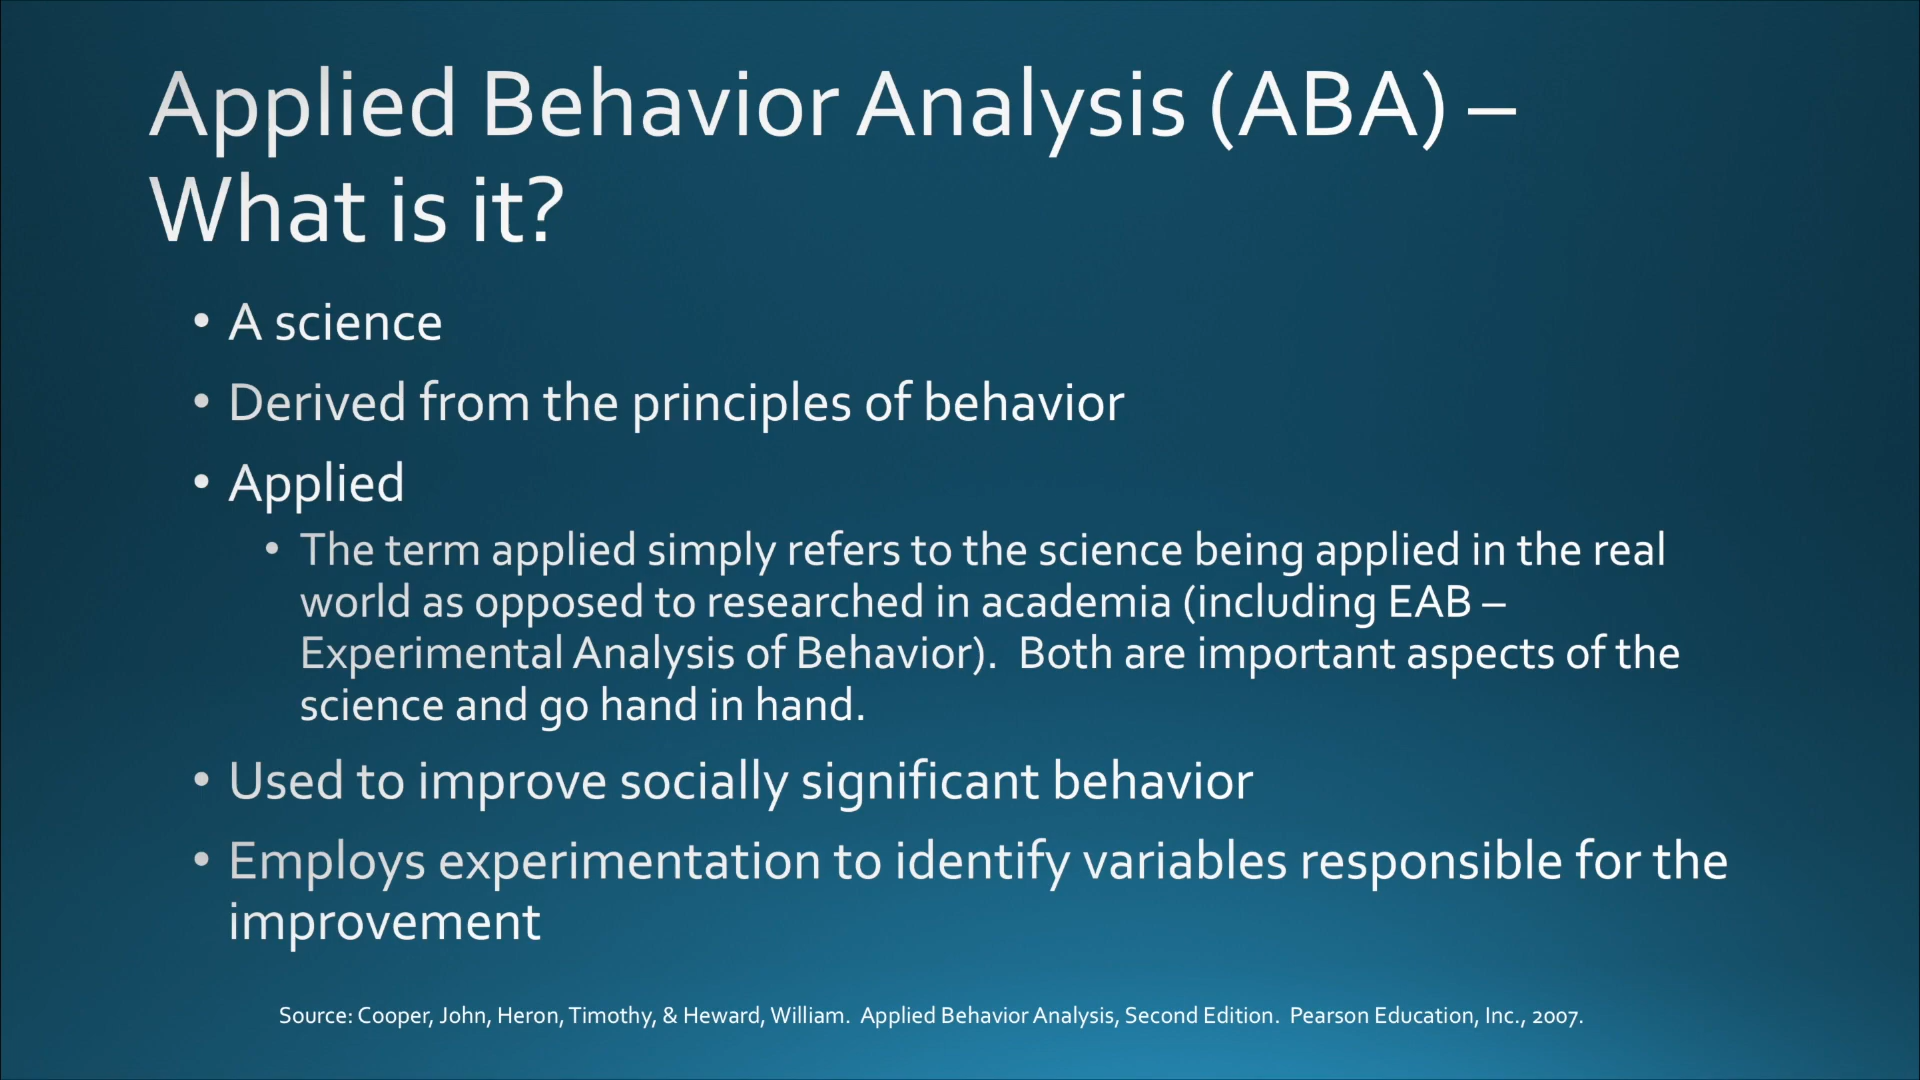 Applied Behavior Analysis (ABA) –
What is it?
• A science
• Derived from the principles of behavior
• Applied
• The term applied simply refers to the science being applied in the real
world as opposed to researched in academia (including EAB –
Experimental Analysis of Behavior).  Both are important aspects of the
science and go hand in hand.
• Used to improve socially significant behavior
• Employs experimentation to identify variables responsible for the
improvement
Source: Cooper, John, Heron, Timothy, & Heward, William.  Applied Behavior Analysis, Second Edition.  Pearson Education, Inc., 2007.